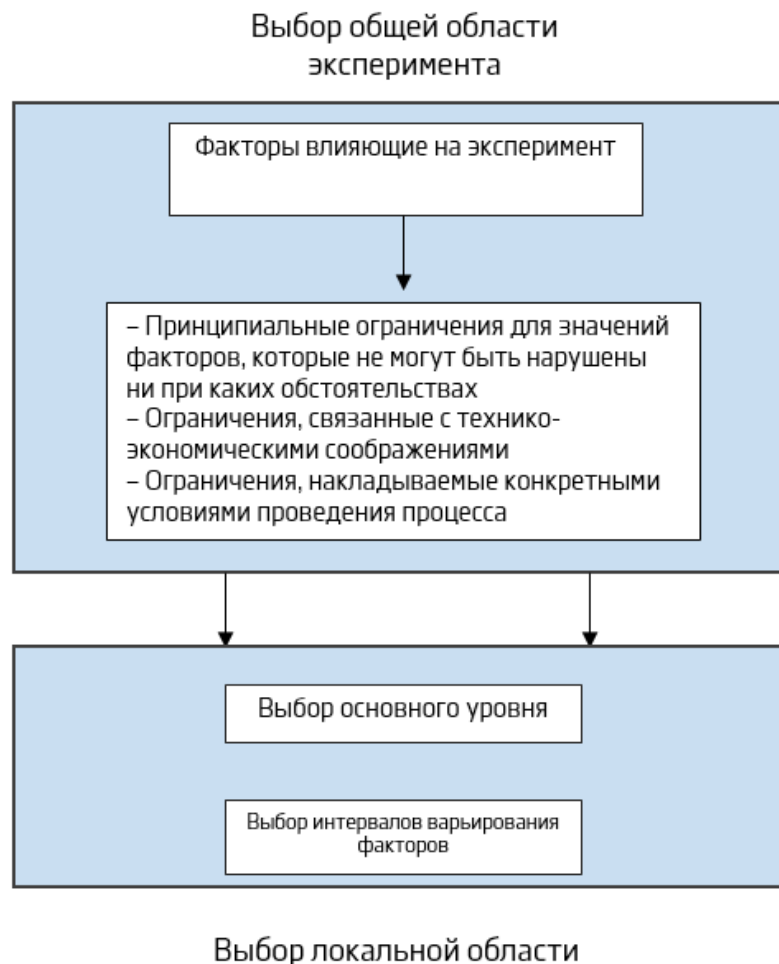 Выбор общей области
эксперимента
Факторы влияющие на эксперимент
– Принципиальные ограничения для значений
факторов, которые не могут быть нарушены
ни при каких обстоятельствах
– Ограничения, связанные с технико-
экономическими соображениями
– Ограничения, накладываемые конкретными
условиями проведения процесса
Выбор основного уровня
Выбор интервалов варьирования
факторов
Выбор локальной области